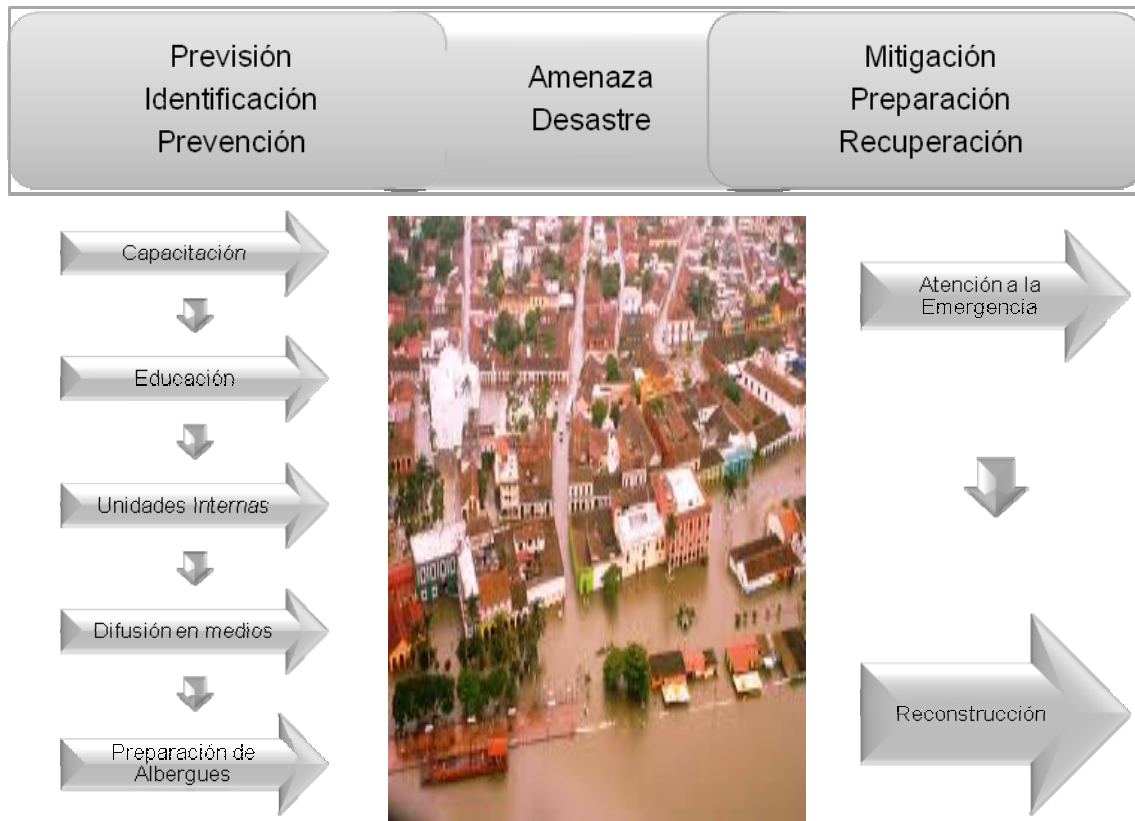 Previsión
Identificación
Prevención
Amenaza
Desastre
Mitigación
Preparación
Recuperación
Capacitación
Educación
Unidades Internas
Difusión en medios
Preparación de
Albergues
Atención a la
Emergencia
Reconstrucción